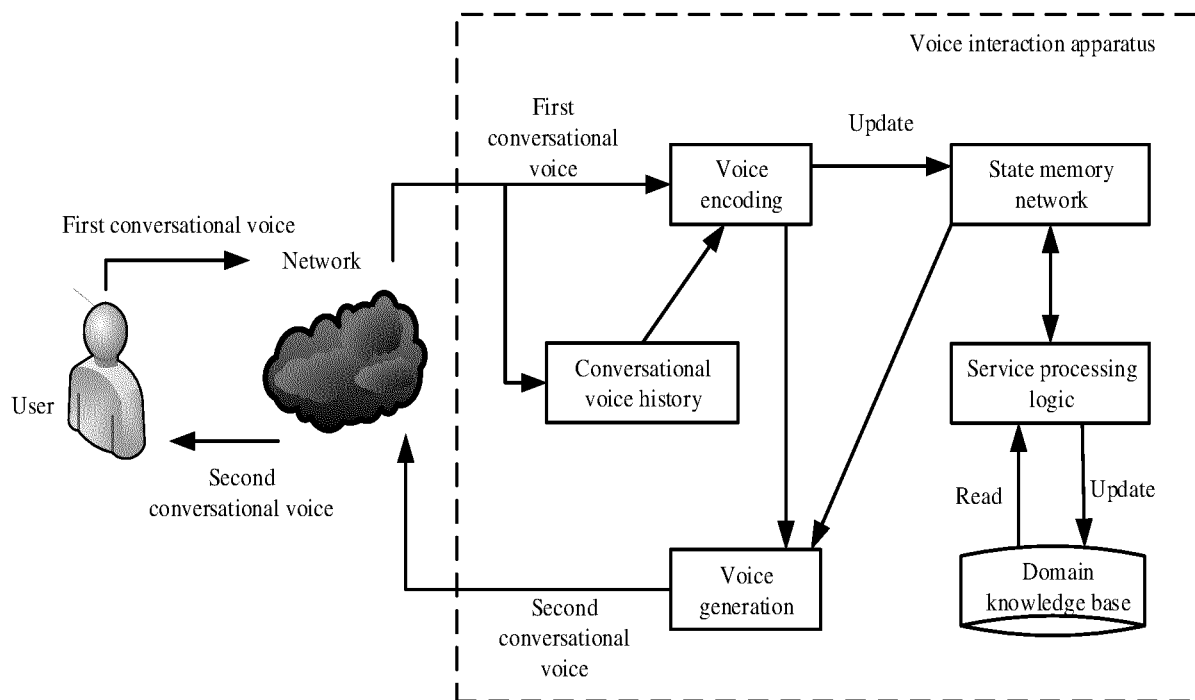 Voice interaction apparatus
First
conversational
voice
Update
Voice
encoding
State memory
network
First conversational voice
Network
User
Conversational
voice history
Service processing
logic
Second
conversational voice
Read
Update
Voice
generation
Domain
knowledge base
Second
conversational
voice